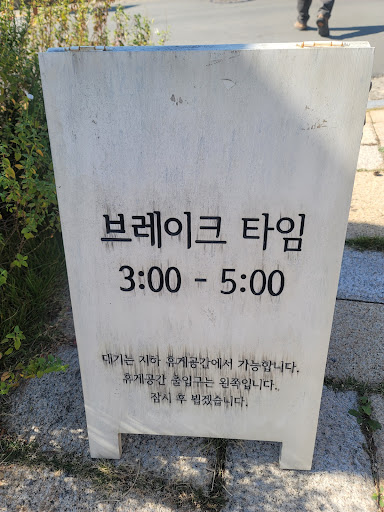 브레이크 타임
3:00 - 5:00
대기는 지하 휴게공간에서 가능합니다.
휴게공간 출입구는 왼쪽입니다.
잠시 후 뵙겠습니다.